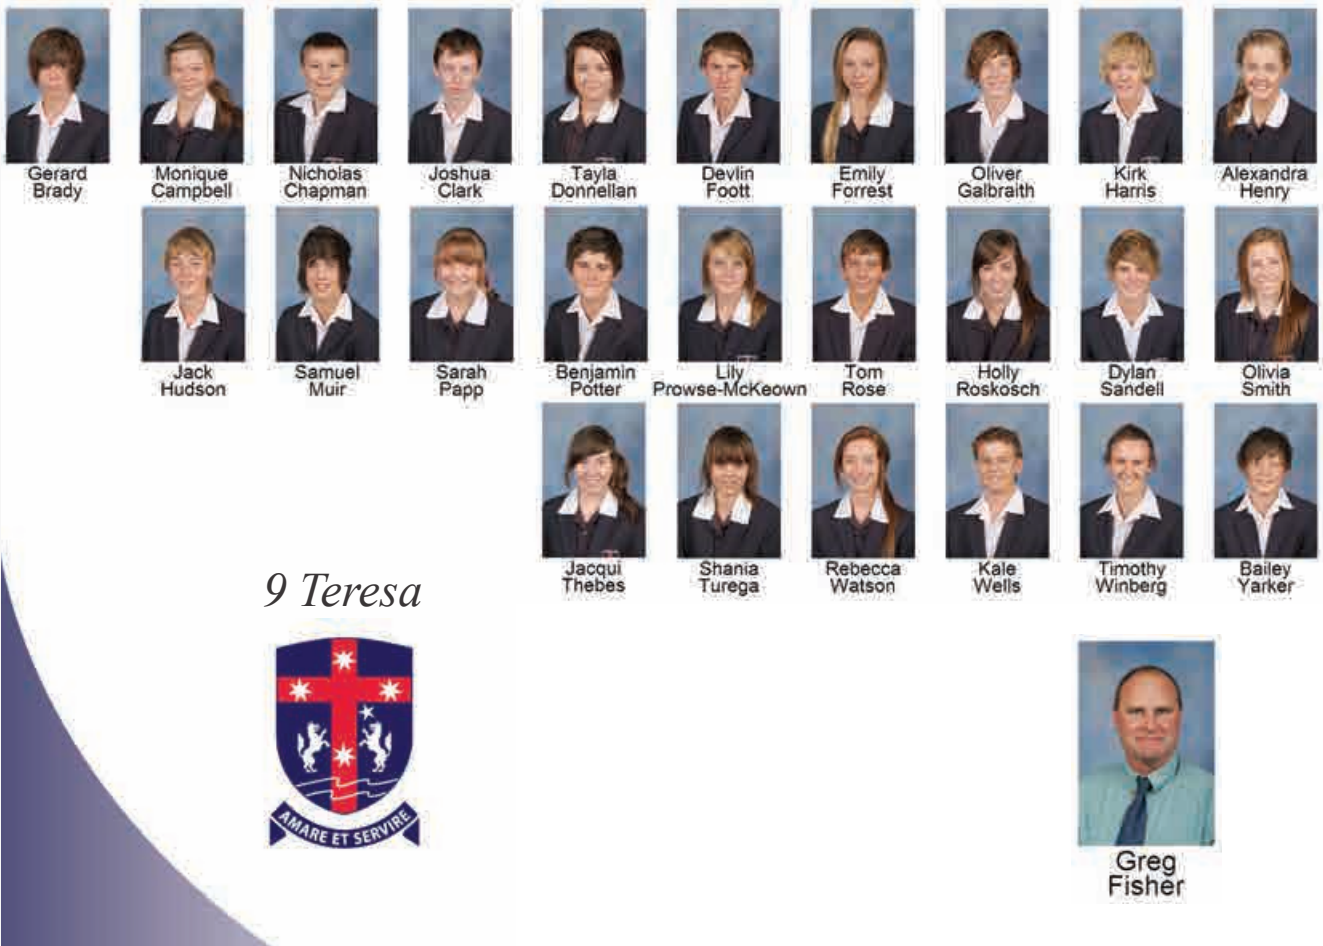 Gerard Monique Nicholas Joshua Tayla Devlin Emily Oliver Kirk Alexandra
Brady Campbell Chapman Clark Donnellan Foott Forrest Galbraith Harris Henry
Jack Samuel Sarah Benjamin Lily Tom Holly Dylan Olivia
Hudson Muir Papp Potter Prowse-McKeown Rose Roskosch Sandell Smith
Jacqui Shania Rebecca Kale Timothy Bailey
Thebes Turega Watson Wells Winberg Yarker
9 Teresa
AMARE ET SERVIRE
Greg
Fisher